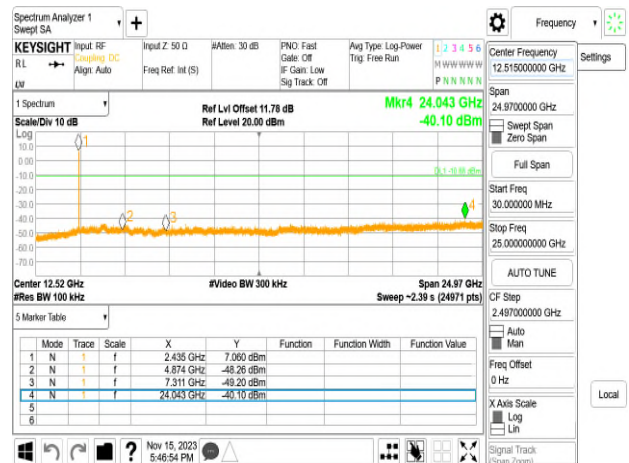 Spectrum Analyzer 1
Swept SA
Frequency
KEYSIGHT
Input: RF
Input Z: 50 Ω
#Atten: 30 dB
PNO: Fast
Avg Type: Log-Power
1 2 3 4 5 6
RL
Coupling: DC
Gate: Off
Trig: Free Run
M W W W W W
Align: Auto
Freq Ref: Int (S)
IF Gain: Low
Sig Track: Off
P N N N N N
Center Frequency
12.515000000 GHz
Settings
1 Spectrum
Ref Lvl Offset 11.78 dB
Mkr4 24.043 GHz
Scale/Div 10 dB
Ref Level 20.00 dBm
-40.10 dBm
Span
24.9700000 GHz
Swept Span
Zero Span
Log
10.0
0.00
-10.0
-20.0
-30.0
-40.0
-50.0
-60.0
-70.0
1
2
3
4
Full Span
Start Freq
30.000000 MHz
Stop Freq
25.000000000 GHz
AUTO TUNE
Center 12.52 GHz
#Video BW 300 kHz
Span 24.97 GHz
#Res BW 100 kHz
Sweep ~2.39 s (24971 pts)
CF Step
2.497000000 GHz
Auto
Man
5 Marker Table
Mode Trace Scale X Y Function Function Width Function Value
1 N 1 f 2.435 GHz 7.060 dBm
2 N 1 f 4.874 GHz -48.26 dBm
3 N 1 f 7.311 GHz -49.20 dBm
4 N 1 f 24.043 GHz -40.10 dBm
5
6
Freq Offset
0 Hz
X Axis Scale
Log
Lin
Local
Signal Track
(Span Zoom)
?
Nov 15, 2023
5:46:54 PM